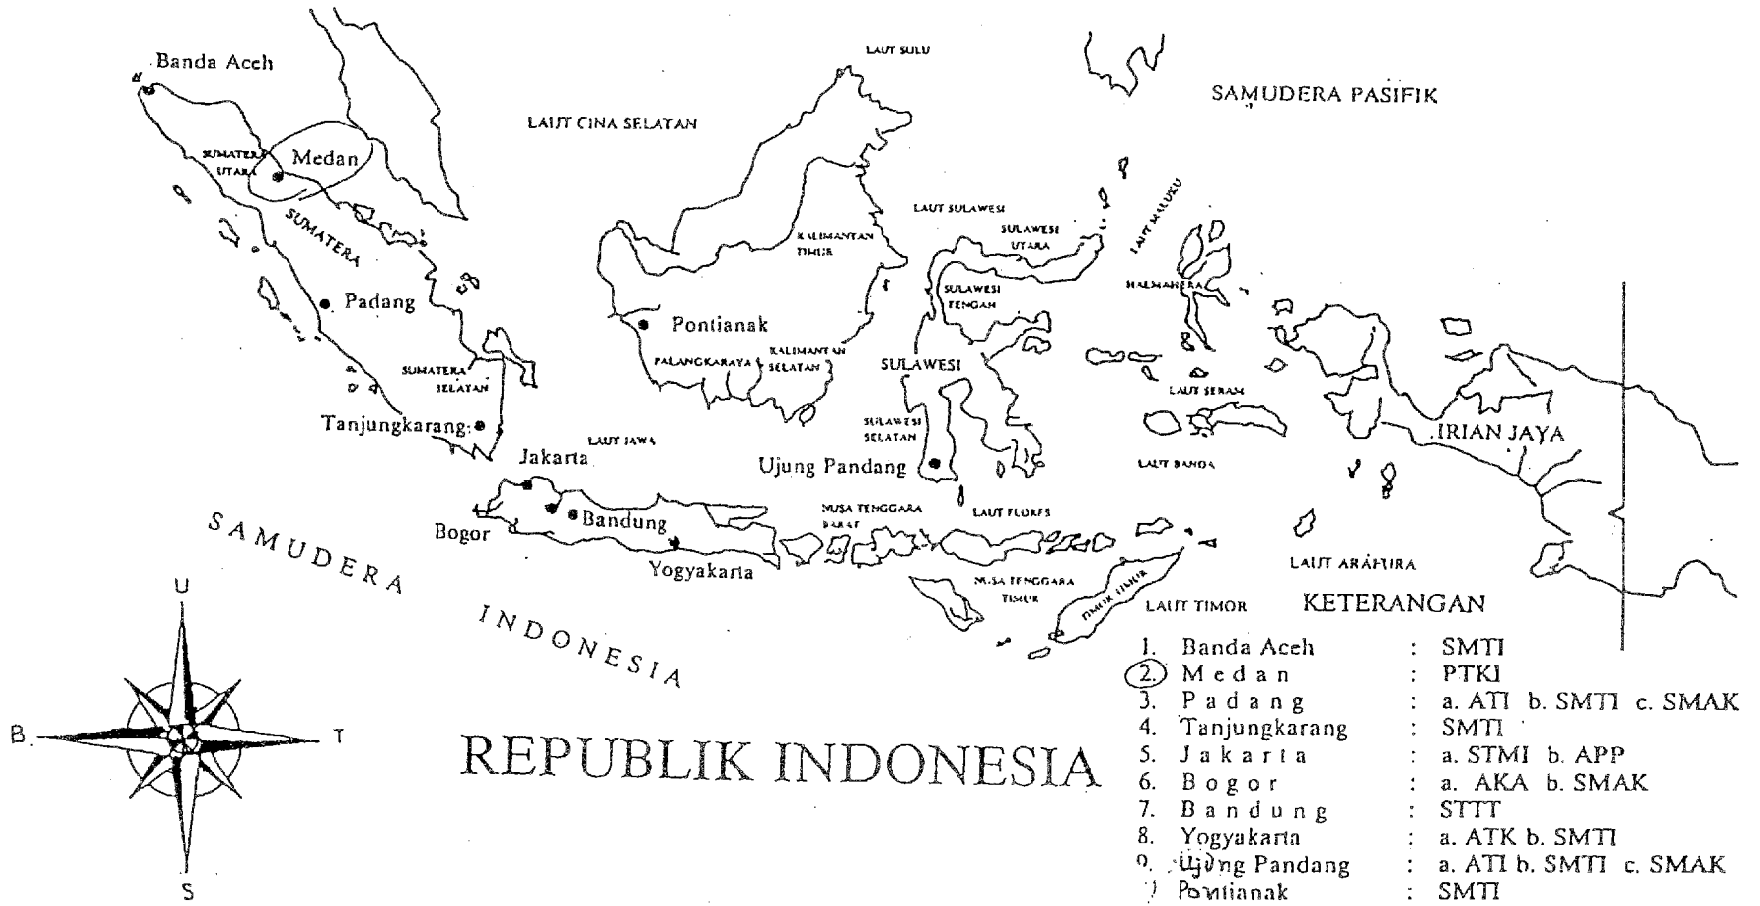 LAUT SULU
Banda Aceh
SAMUDERA PASIFIK
LAUT CINA SELATAN
SUMATERA
UTARA
Medan
LAUT SULAWESI
LAUT MALUKU
SUMATERA
KALIMANTAN
TIMUR
SULAWESI
UTARA
HALMAHERA
SULAWESI
TENGAH
Padang
Pontianak
PALANGKARAYA
KALIMANTAN
SELATAN
SULAWESI
SUMATERA
SELATAN
LAUT SERAM
Tanjungkarang
LAUT JAWA
SULAWESI
SELATAN
IRIAN JAYA
Jakarta
Ujung Pandang
LAUT BANDA
NUSA TENGGARA
BARAT
LAUT FLORES
Bogor
Bandung
Yogyakarta
SAMUDERA INDONESIA
NUSA TENGGARA
TIMUR
TIMOR TIMUR
LAUT ARAFURA
LAUT TIMOR
KETERANGAN
1. Banda Aceh : SMTI
2. Medan : PTKI
3. Padang : a. ATI b. SMTI c. SMAK
4. Tanjungkarang : SMTI
5. Jakarta : a. STMI b. APP
6. Bogor : a. AKA b. SMAK
7. Bandung : STTT
8. Yogyakarta : a. ATK b. SMTI
9. Ujung Pandang : a. ATI b. SMTI c. SMAK
Pontianak : SMTI
U
B.
T
S
REPUBLIK INDONESIA